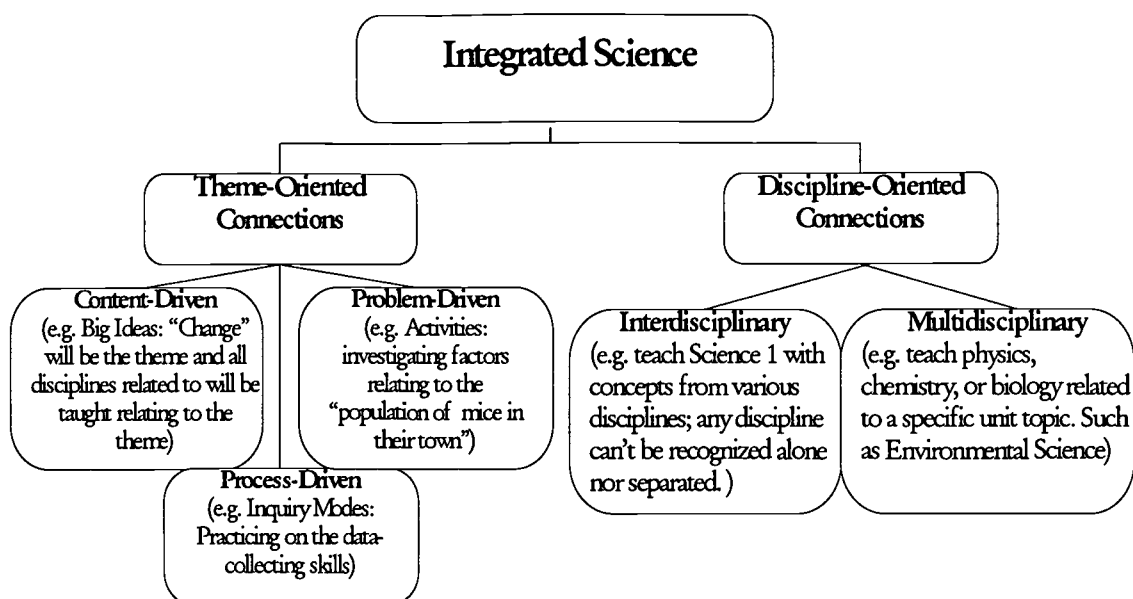 Integrated Science
Theme-Oriented
Connections
Discipline-Oriented
Connections
Content-Driven
(e.g. Big Ideas: “Change”
will be the theme and all
disciplines related to will be
taught relating to the
theme)
Problem-Driven
(e.g. Activities:
investigating factors
relating to the
“population of mice in
their town”)
Process-Driven
(e.g. Inquiry Modes:
Practicing on the data-
collecting skills)
Interdisciplinary
(e.g. teach Science 1 with
concepts from various
disciplines; any discipline
can’t be recognized alone
nor separated. )
Multidisciplinary
(e.g. teach physics,
chemistry, or biology related
to a specific unit topic. Such
as Environmental Science)